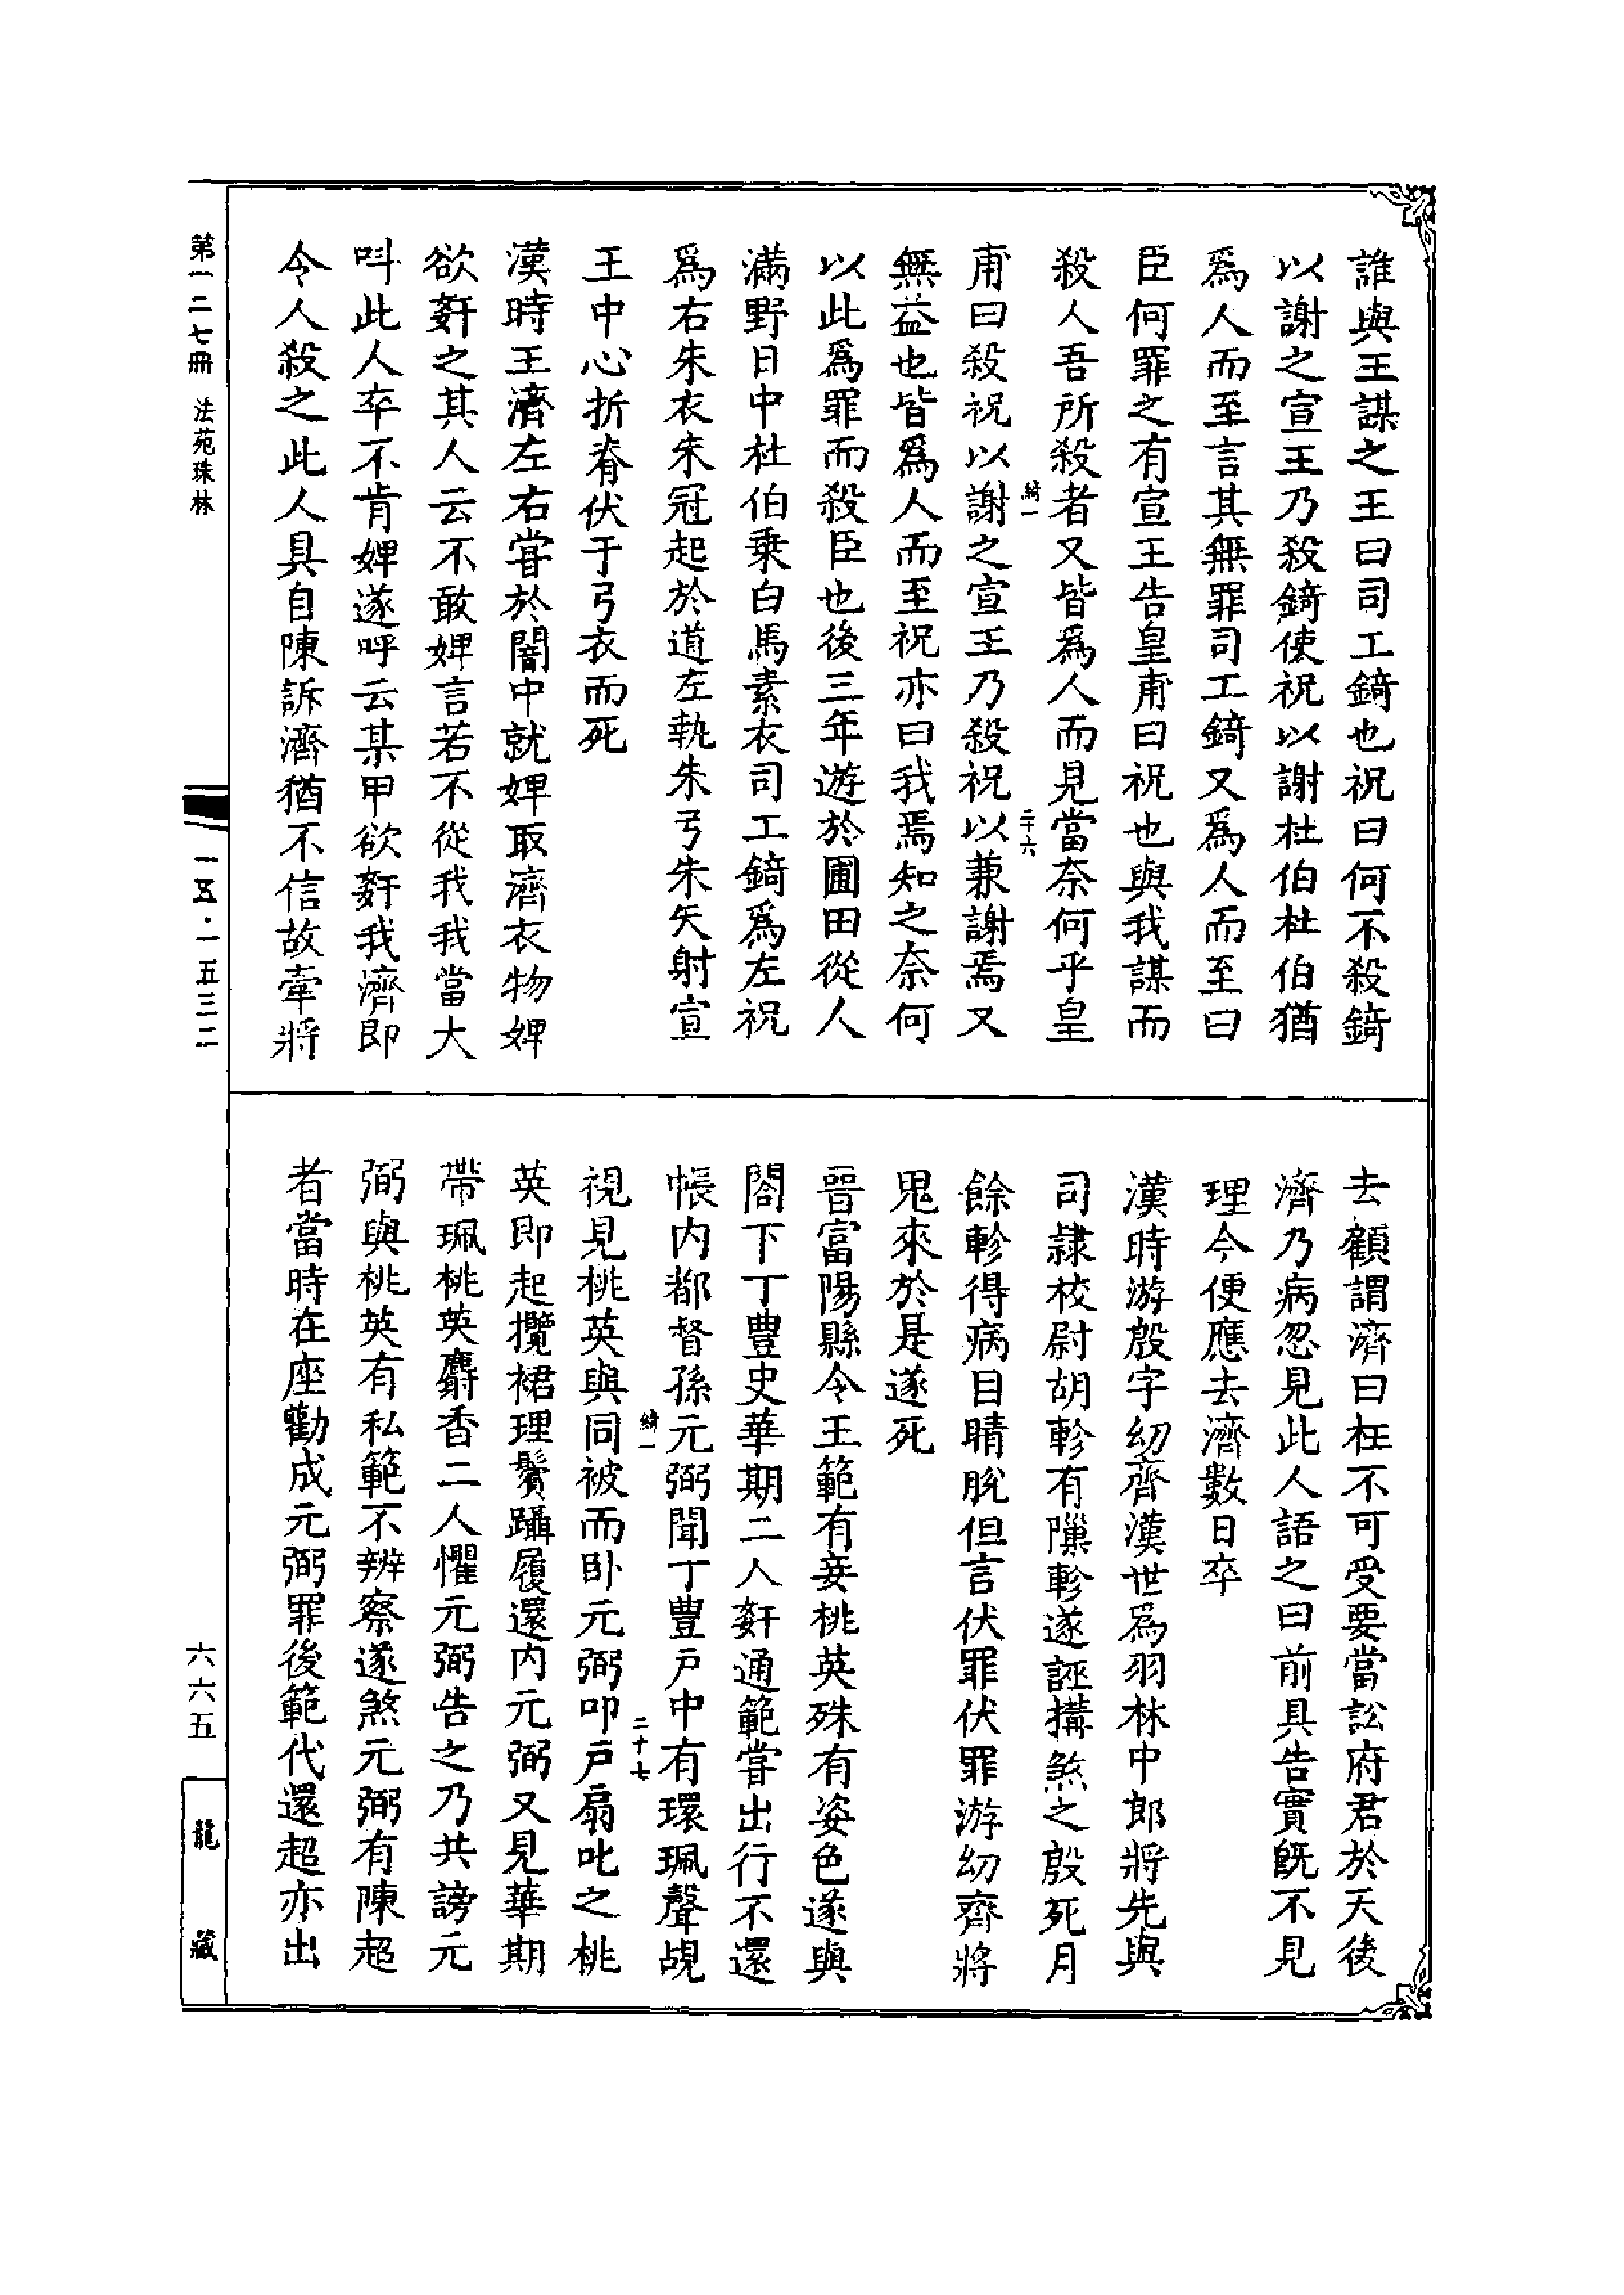 誰與王謀之王曰司工錡也祝曰何不殺錡
以謝之宣王乃殺錡使祝以謝杜伯杜伯猶
爲人而至言其無罪司工錡又爲人而至曰
臣何罪之有宣王告皇甫曰祝也與我謀而
殺人吾所殺者又皆爲人而見當奈何乎皇
綺一
二十六
甫曰殺祝以謝之宣王乃殺祝以兼謝焉又
無益也皆爲人而至祝亦曰我焉知之奈何
以此爲罪而殺臣也後三年遊於圃田從人
滿野日中杜伯乗白馬素衣司工錡爲左祝
爲右朱衣朱冠起於道左執朱弓朱矢射宣
王中心折脊伏于弓衣而死
漢時王濟左右甞於闇中就婢取濟衣物婢
欲姧之其人云不敢婢言若不從我我當大
呌此人卒不肯婢遂呼云某甲欲姧我濟即
令人殺之此人具自陳訴濟猶不信故牽將
去顧謂濟曰枉不可受要當訟府君於天後
濟乃病忽見此人語之曰前具告實旣不見
理今便應去濟數日卒
漢時游殷字幼齊漢世爲羽林中郎將先與
司隷校尉胡軫有隟軫遂誣搆煞之殷死月
餘軫得病目睛脫但言伏罪伏罪游幼齊將
鬼來於是遂死
晉富陽縣令王範有妾桃英殊有姿色遂與
閤下丁豊史華期二人姧通範甞出行不還
帳内都督孫元弼聞丁豊戶中有環珮聲覘
綺一
二十七
視見桃英與同被而卧元弼叩戶扇叱之桃
英即起攬裙理鬢躡履還内元弼又見華期
帶珮桃英麝香二人懼元弼告之乃共謗元
弼與桃英有私範不辨察遂煞元弼有陳超
者當時在座勸成元弼罪後範代還超亦出
第一二七冊　法苑珠林
一五·一五三二
六六五
龍藏